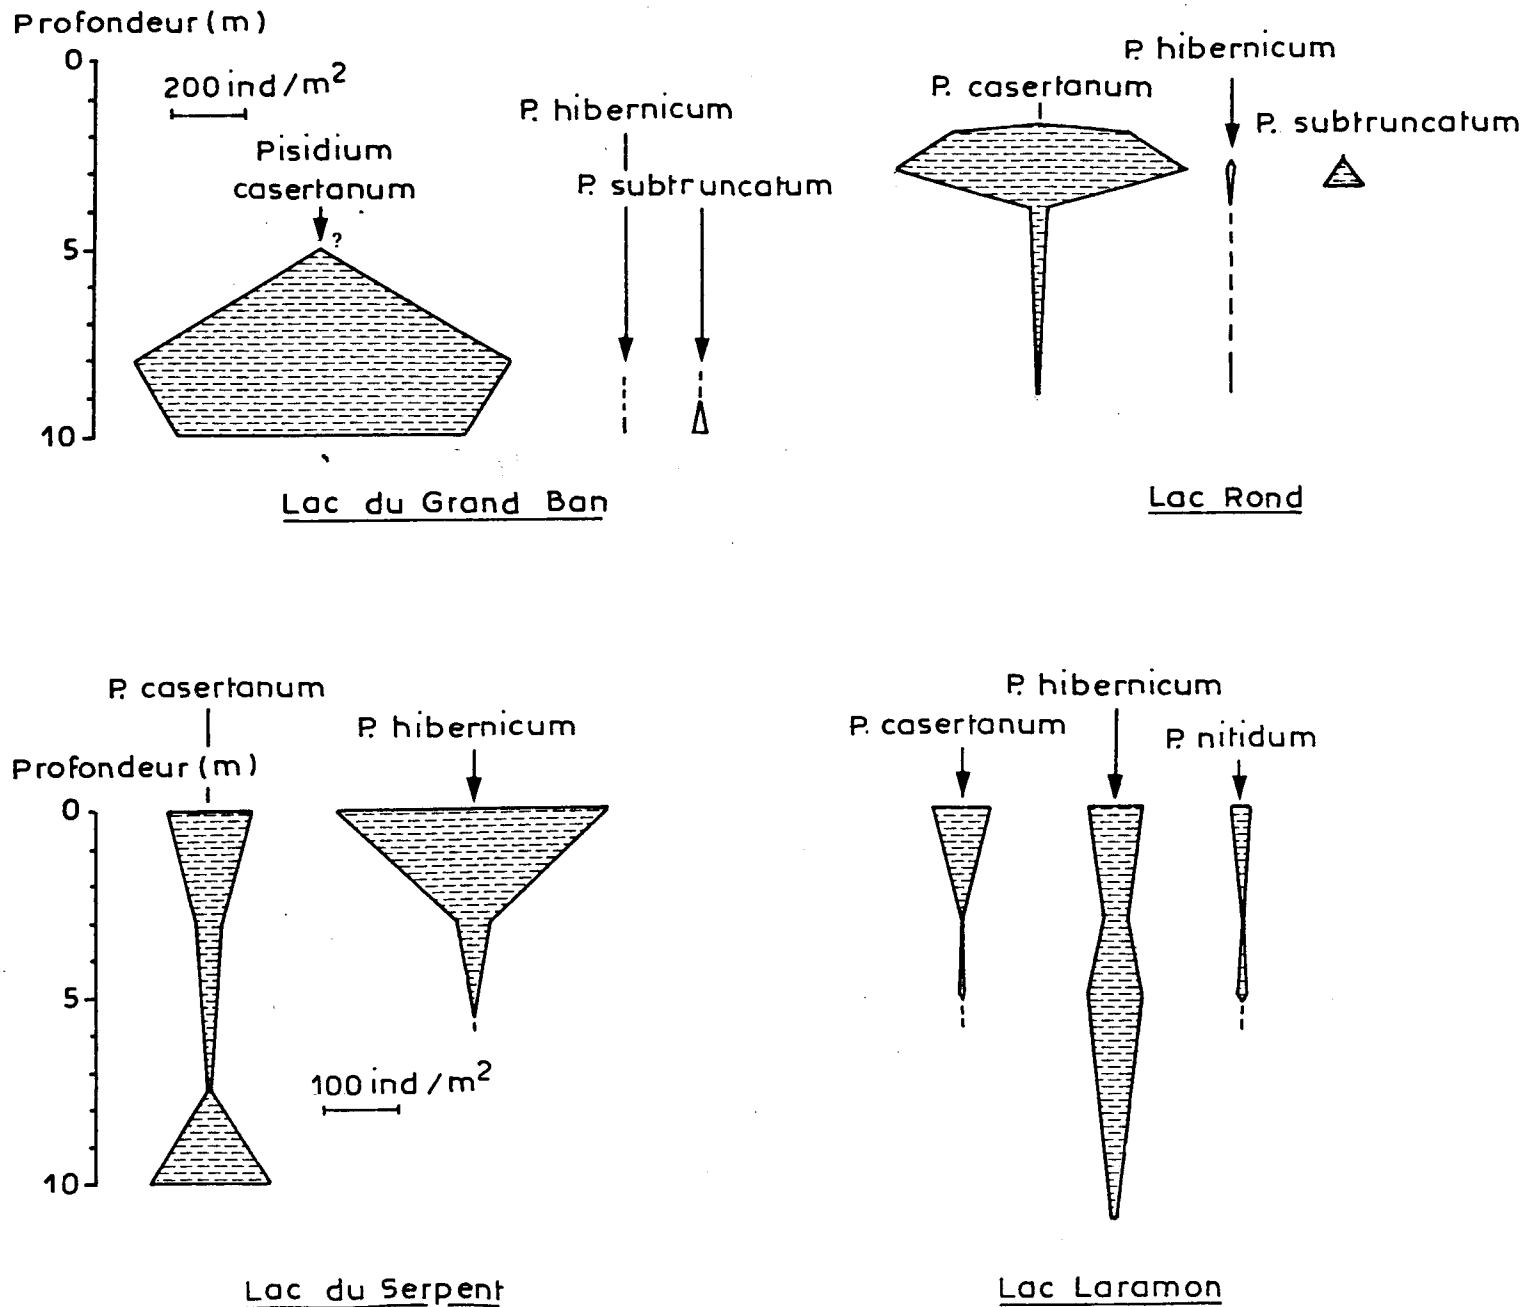 Profondeur (m)
0
5
10
200 ind/m²
Pisidium
casertanum
?
P. hibernicum
P. subtruncatum
Lac du Grand Ban
P. hibernicum
P. casertanum
P. subtruncatum
Lac Rond
P. casertanum
P. hibernicum
Profondeur (m)
0
5
10
100 ind/m²
Lac du Serpent
P. hibernicum
P. casertanum
P. nitidum
Lac Laramon